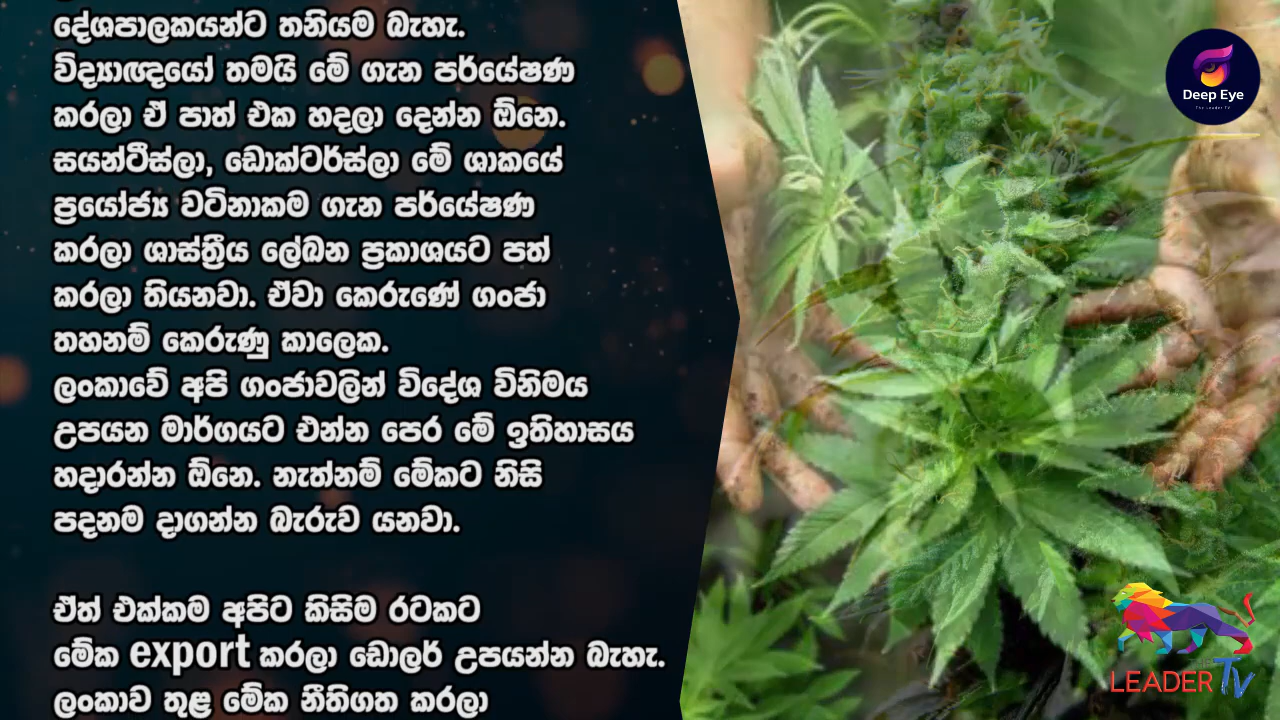 දේශපාලකයන්ට තනියම බැහැ.
විද්‍යාඥයෝ තමයි මේ ගැන පර්යේෂණ
කරලා ඒ පාත් එක හදලා දෙන්න ඕනෙ.
සයන්ටීස්ලා, ඩොක්ටර්ස්ලා මේ ශාකයේ
ප්‍රයෝජ්‍ය වටිනාකම ගැන පර්යේෂණ
කරලා ශාස්ත්‍රීය ලේඛන ප්‍රකාශයට පත්
කරලා තියනවා. ඒවා කෙරුණේ ගංජා
තහනම් කෙරුණු කාලෙක.
ලංකාවේ අපි ගංජාවලින් විදේශ විනිමය
උපයන මාර්ගයට එන්න පෙර මේ ඉතිහාසය
හදාරන්න ඕනෙ. නැත්නම් මේකට නිසි
පදනම දාගන්න බැරුව යනවා.
ඒත් එක්කම අපිට කිසිම රටකට
මේක export කරලා ඩොලර් උපයන්න බැහැ.
ලංකාව තුළ මේක නීතිගත කරලා
Deep Eye
The Leader TV
LEADER TV